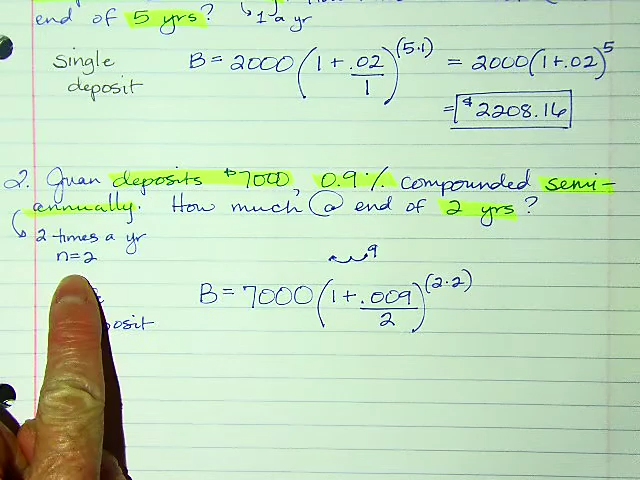 end of 5 yrs? 1 a yr
single deposit
B = 2000 (1 + .02/1)^(5·1) = 2000 (1+.02)^5
= $2208.16
2. Juan deposits $7000, 0.9% compounded semi-
annually. How much @ end of 2 yrs?
2 times a yr
n=2
9
B = 7000 (1 + .009/2)^(2·2)
posit